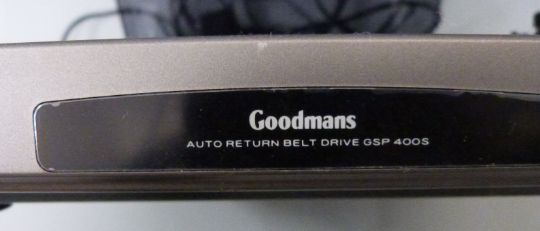 Goodmans
AUTO RETURN BELT DRIVE GSP 400S